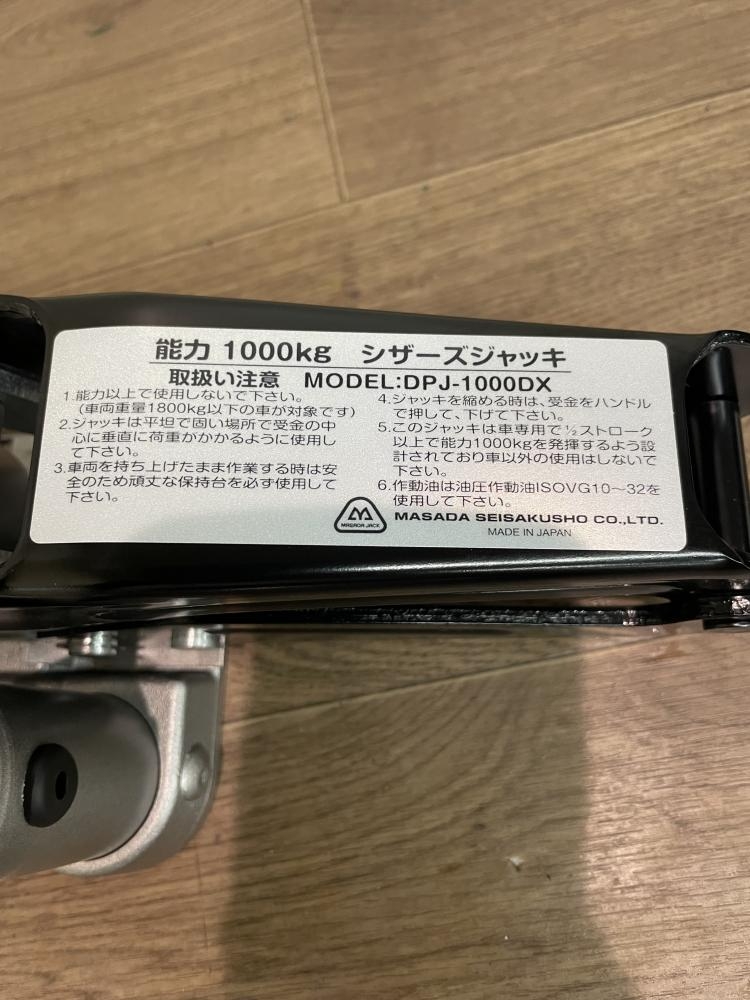 能力 1000kg シザーズジャッキ
取扱い注意 MODEL:DPJ-1000DX
1.能力以上で使用しないで下さい。
(車両重量1800kg以下の車が対象です)
2.ジャッキは平坦で固い場所で受金の中
心に垂直に荷重がかかるように使用し
て下さい。
3.車両を持ち上げたまま作業する時は安
全のため頑丈な保持台を必ず使用して
下さい。
4.ジャッキを縮める時は、受金をハンドル
で押して、下げて下さい。
5.このジャッキは車専用で½ストローク
以上で能力1000kgを発揮するよう設
計されており車以外の使用はしないで
下さい。
6.作動油は油圧作動油ISOVG10〜32を
使用して下さい。
MASADA JACK
MASADA SEISAKUSHO CO.,LTD.
MADE IN JAPAN